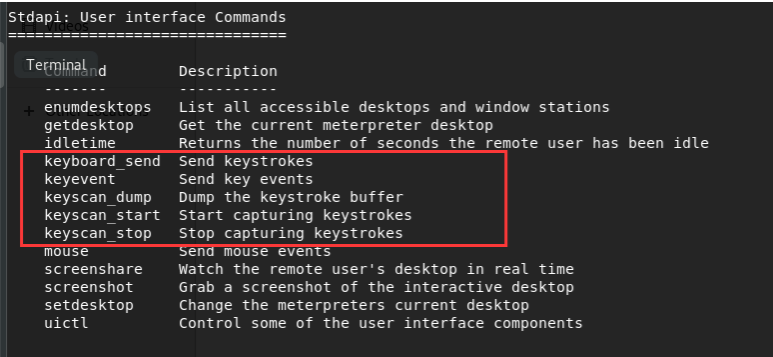 Stdapi: User interface Commands
===============================
Terminal
Command Description
------- -----------
enumdesktops List all accessible desktops and window stations
getdesktop Get the current meterpreter desktop
idletime Returns the number of seconds the remote user has been idle
keyboard_send Send keystrokes
keyevent Send key events
keyscan_dump Dump the keystroke buffer
keyscan_start Start capturing keystrokes
keyscan_stop Stop capturing keystrokes
mouse Send mouse events
screenshare Watch the remote user's desktop in real time
screenshot Grab a screenshot of the interactive desktop
setdesktop Change the meterpreters current desktop
uictl Control some of the user interface components